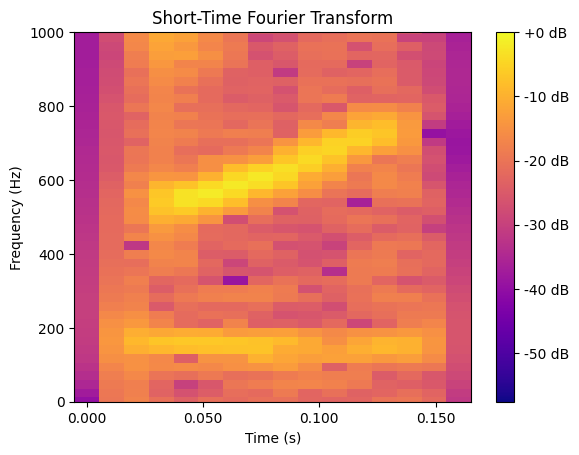 Short-Time Fourier Transform
1000
800
600
400
200
0
Frequency (Hz)
0.000
0.050
0.100
0.150
Time (s)
+0 dB
-10 dB
-20 dB
-30 dB
-40 dB
-50 dB